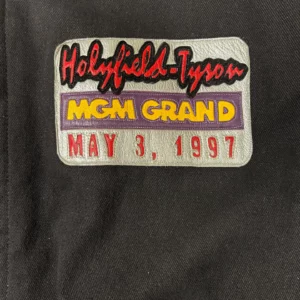 Holyfield-Tyson
MGM GRAND
MAY 3, 1997